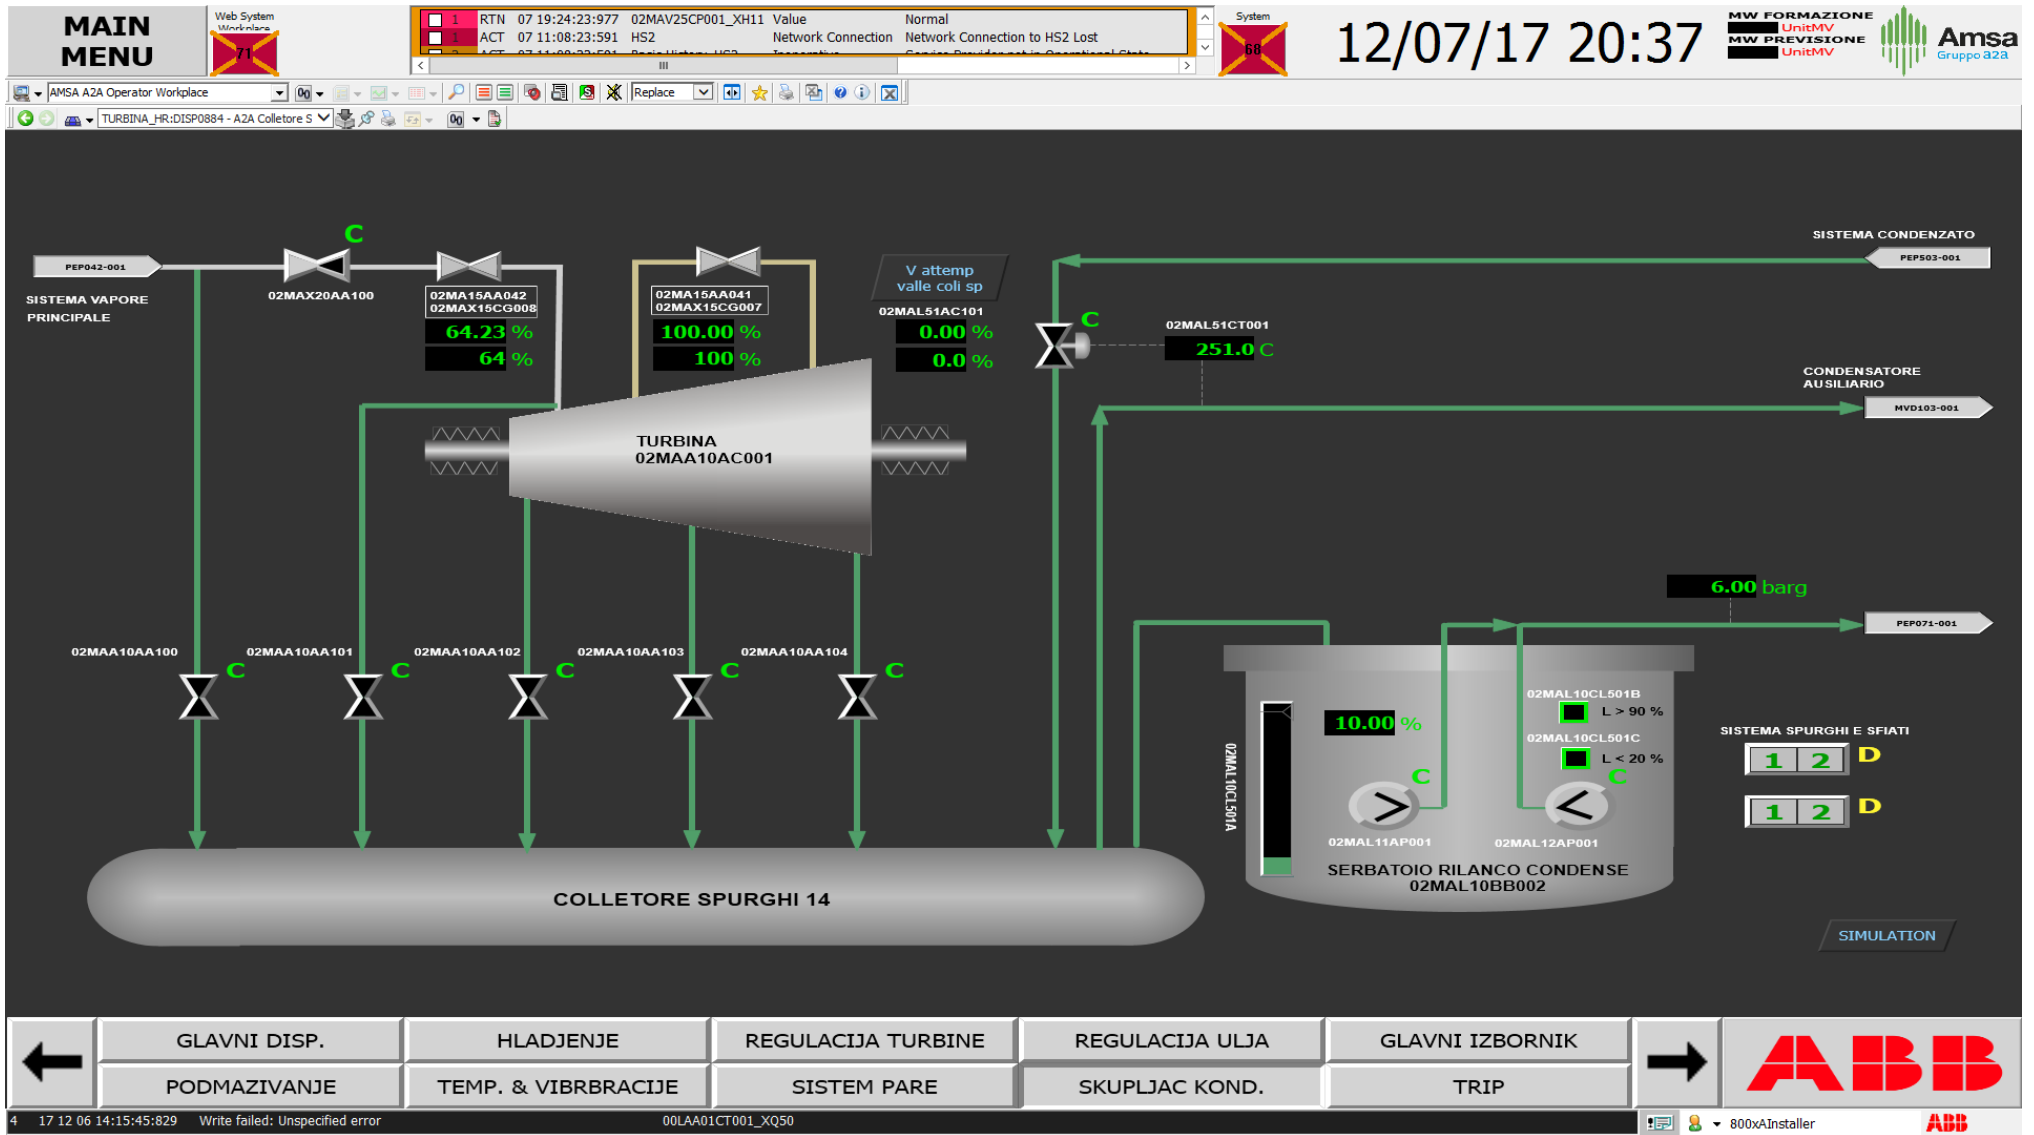 MAIN
MENU
Web System
Workplace
71
1 RTN 07 19:24:23:977 02MAV25CP001_XH11 Value Normal
1 ACT 07 11:08:23:591 HS2 Network Connection Network Connection to HS2 Lost
System
68
12/07/17 20:37
MW FORMAZIONE
UnitMV
MW PREVISIONE
UnitMV
Amsa
Gruppo a2a
AMSA A2A Operator Workplace
Replace
TURBINA_HR:DISP0884 - A2A Colletore S
PEP042-001
SISTEMA VAPORE
PRINCIPALE
C
02MAX20AA100
02MA15AA042
02MAX15CG008
64.23 %
64 %
02MA15AA041
02MAX15CG007
100.00 %
100 %
V attemp
valle coli sp
02MAL51AC101
0.00 %
0.0 %
C
02MAL51CT001
251.0 C
SISTEMA CONDENZATO
PEP503-001
CONDENSATORE
AUSILIARIO
MVD103-001
TURBINA
02MAA10AC001
6.00 barg
PEP071-001
02MAA10AA100 C
02MAA10AA101 C
02MAA10AA102 C
02MAA10AA103 C
02MAA10AA104 C
COLLETORE SPURGHI 14
02MAL10CL501A
10.00 %
02MAL10CL501B
L > 90 %
02MAL10CL501C
L < 20 %
C
C
02MAL11AP001
02MAL12AP001
SERBATOIO RILANCO CONDENSE
02MAL10BB002
SISTEMA SPURGHI E SFIATI
1 2 D
1 2 D
SIMULATION
GLAVNI DISP.
HLADJENJE
REGULACIJA TURBINE
REGULACIJA ULJA
GLAVNI IZBORNIK
PODMAZIVANJE
TEMP. & VIBRBRACIJE
SISTEM PARE
SKUPLJAC KOND.
TRIP
ABB
4 17 12 06 14:15:45:829 Write failed: Unspecified error 00LAA01CT001_XQ50
800xAInstaller
ABB